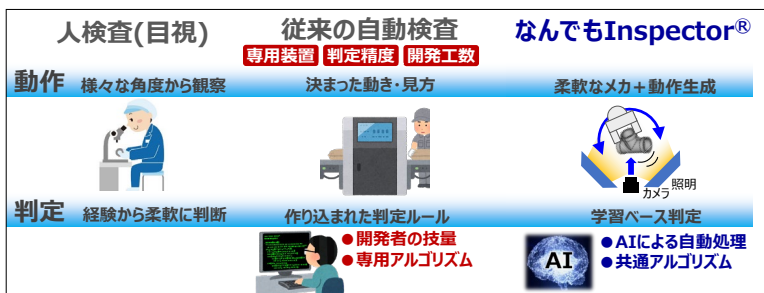 人検査(目視)
従来の自動検査
なんでもInspector®
専用装置 判定精度 開発工数
動作 様々な角度から観察
決まった動き・見方
柔軟なメカ+動作生成
カメラ
照明
判定 経験から柔軟に判断
作り込まれた判定ルール
学習ベース判定
●開発者の技量
●専用アルゴリズム
AI
●AIによる自動処理
●共通アルゴリズム